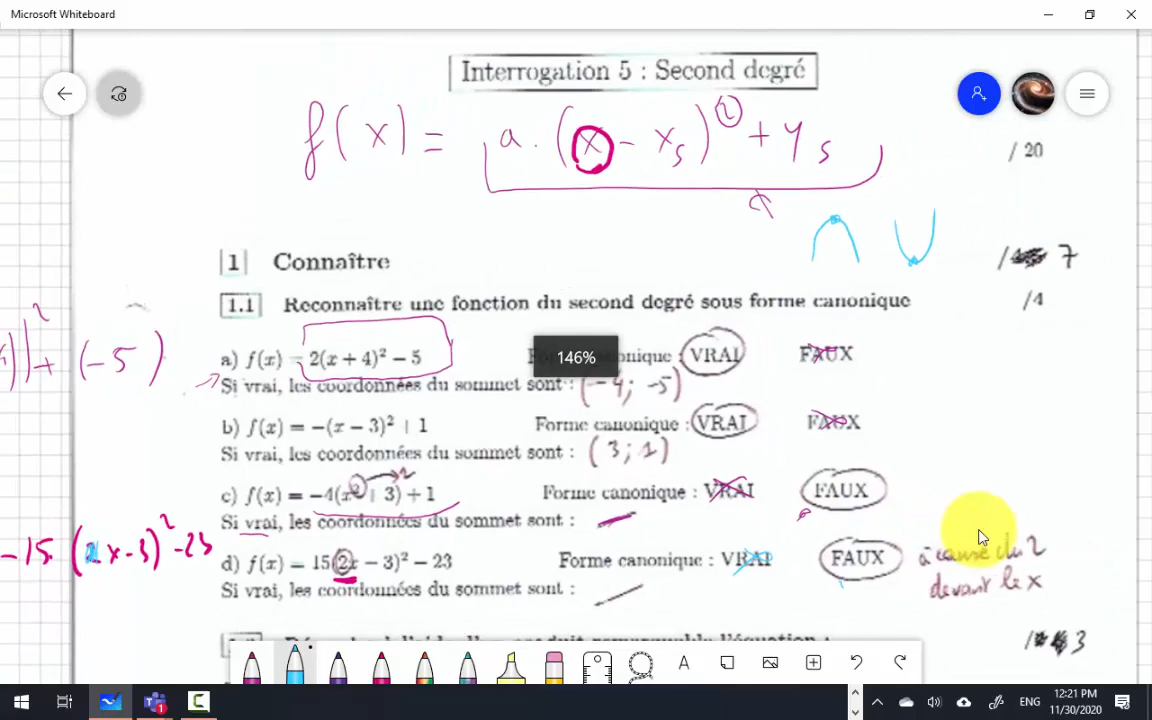 Microsoft Whiteboard
Interrogation 5 : Second degré
f(x) = a . (x - xs)² + ys
/ 20
1 Connaître
/ 7
1.1 Reconnaître une fonction du second degré sous forme canonique
/4
)|² + (-5)
a) f(x) = 2(x + 4)² − 5 Forme canonique : VRAI FAUX
146%
Si vrai, les coordonnées du sommet sont : (-4 ; -5)
b) f(x) = −(x − 3)² + 1 Forme canonique : VRAI FAUX
Si vrai, les coordonnées du sommet sont : (3 ; 1)
c) f(x) = −4(x² + 3) + 1 Forme canonique : VRAI FAUX
Si vrai, les coordonnées du sommet sont :
-15 (2x-3)² -23
d) f(x) = 15(2x − 3)² − 23 Forme canonique : VRAI FAUX
à cause du 2
devant le x
Si vrai, les coordonnées du sommet sont :
/ 3
ENG
12:21 PM
11/30/2020